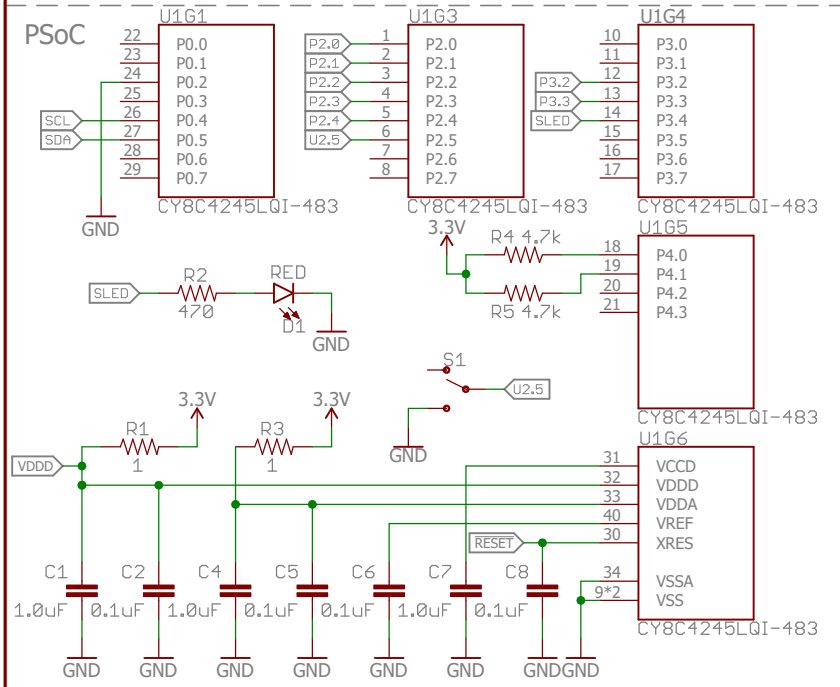 PSoC
U1G1
22 P0.0
23 P0.1
24 P0.2
25 P0.3
SCL 26 P0.4
SDA 27 P0.5
28 P0.6
29 P0.7
CY8C4245LQI-483
GND
U1G3
P2.0 1 P2.0
P2.1 2 P2.1
P2.2 3 P2.2
P2.3 4 P2.3
P2.4 5 P2.4
U2.5 6 P2.5
7 P2.6
8 P2.7
CY8C4245LQI-483
U1G4
10 P3.0
11 P3.1
P3.2 12 P3.2
P3.3 13 P3.3
SLED 14 P3.4
15 P3.5
16 P3.6
17 P3.7
CY8C4245LQI-483
3.3V
R4 4.7k
R5 4.7k
U1G5
18 P4.0
19 P4.1
20 P4.2
21 P4.3
CY8C4245LQI-483
SLED
R2
470
RED
D1
GND
S1
U2.5
GND
VDDD
R1
1
3.3V
R3
1
3.3V
U1G6
31 VCCD
32 VDDD
33 VDDA
40 VREF
RESET 30 XRES
34 VSSA
9*2 VSS
CY8C4245LQI-483
C1 C2 C4 C5 C6 C7 C8
1.0uF 0.1uF 1.0uF 0.1uF 0.1uF 1.0uF 0.1uF
GND GND GND GND GND GND GND GND